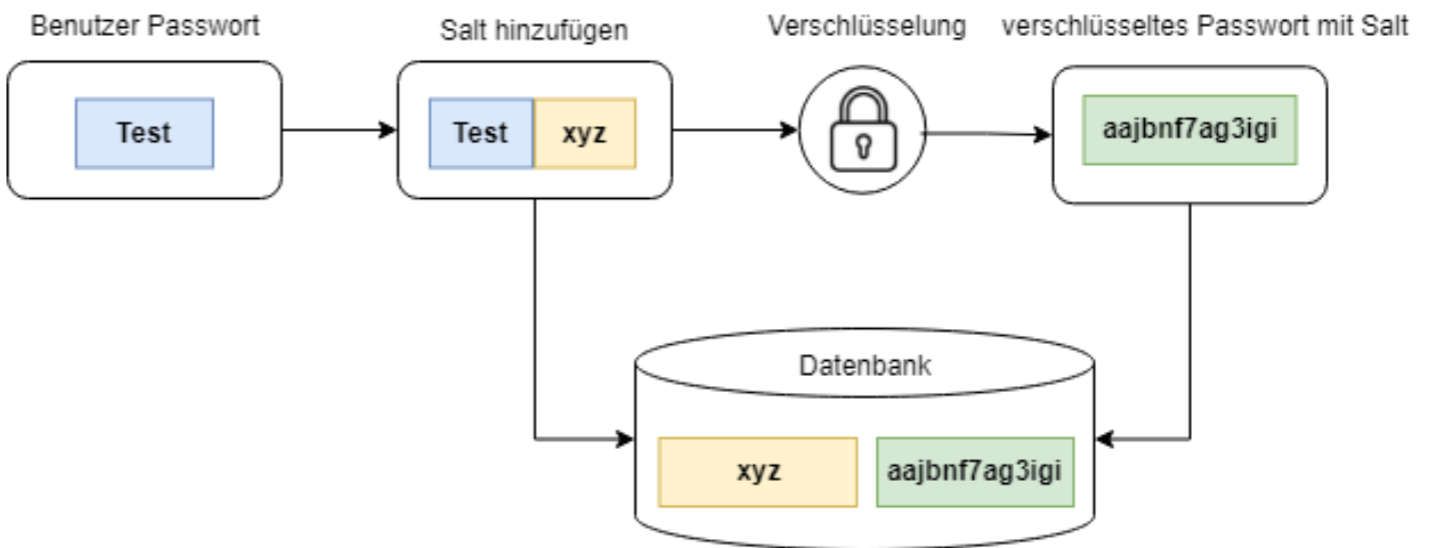 Benutzer Passwort
Salt hinzufügen
Verschlüsselung
verschlüsseltes Passwort mit Salt
Test
Test xyz
aajbnf7ag3igi
Datenbank
xyz
aajbnf7ag3igi